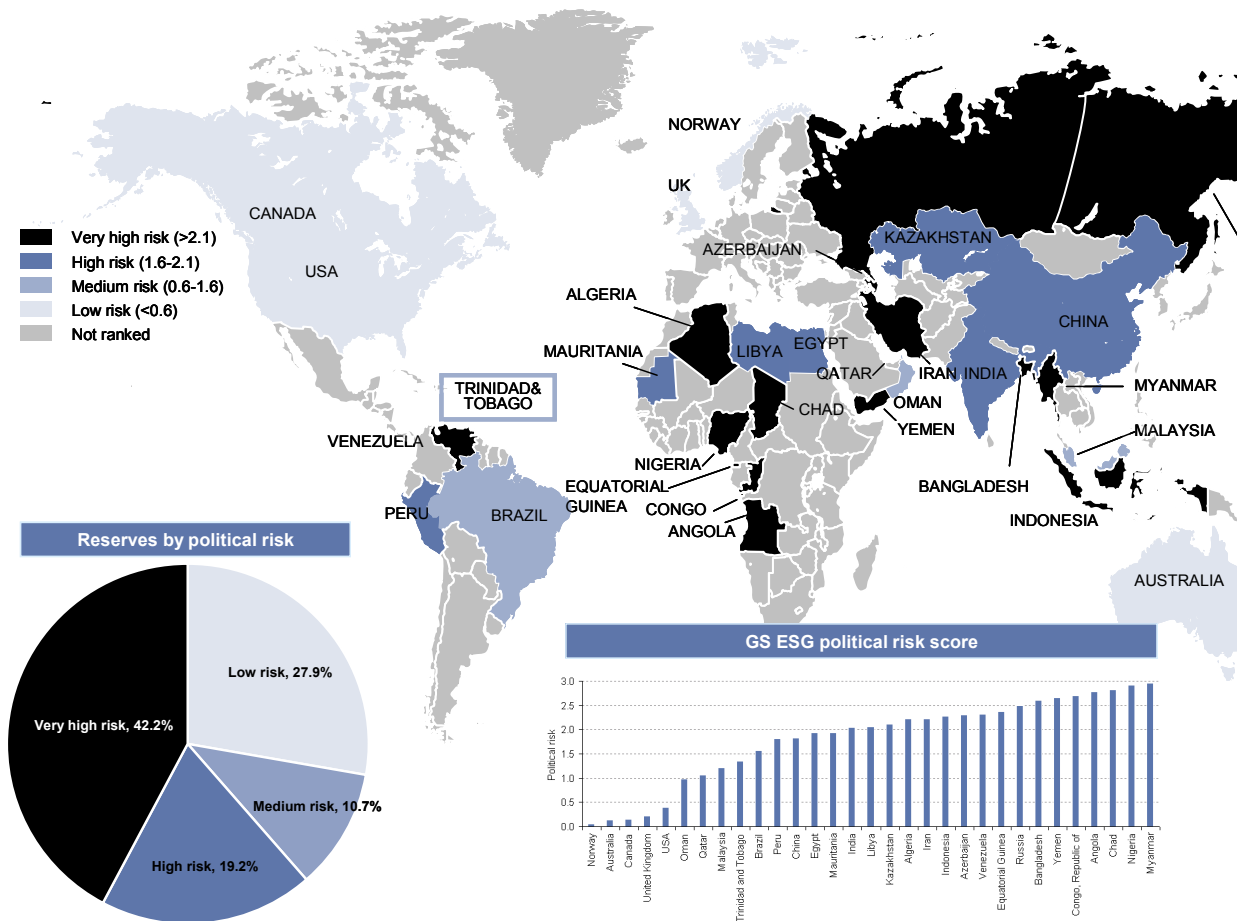 NORWAY
UK
CANADA
USA
Very high risk (>2.1)
High risk (1.6-2.1)
Medium risk (0.6-1.6)
Low risk (<0.6)
Not ranked
KAZAKHSTAN
AZERBAIJAN
ALGERIA
CHINA
MAURITANIA
LIBYA
EGYPT
QATAR
IRAN
INDIA
TRINIDAD&
TOBAGO
MYANMAR
OMAN
CHAD
YEMEN
MALAYSIA
VENEZUELA
NIGERIA
EQUATORIAL
GUINEA
BANGLADESH
CONGO
PERU
BRAZIL
ANGOLA
INDONESIA
AUSTRALIA
Reserves by political risk
Low risk, 27.9%
Very high risk, 42.2%
Medium risk, 10.7%
High risk, 19.2%
GS ESG political risk score
Political risk
3.0
2.5
2.0
1.5
1.0
0.5
0.0
Norway
Australia
Canada
United Kingdom
USA
Oman
Qatar
Malaysia
Trinidad and Tobago
Brazil
Peru
China
Egypt
Mauritania
India
Libya
Kazakhstan
Algeria
Iran
Indonesia
Azerbaijan
Venezuela
Equatorial Guinea
Russia
Bangladesh
Yemen
Congo, Republic of
Angola
Chad
Nigeria
Myanmar